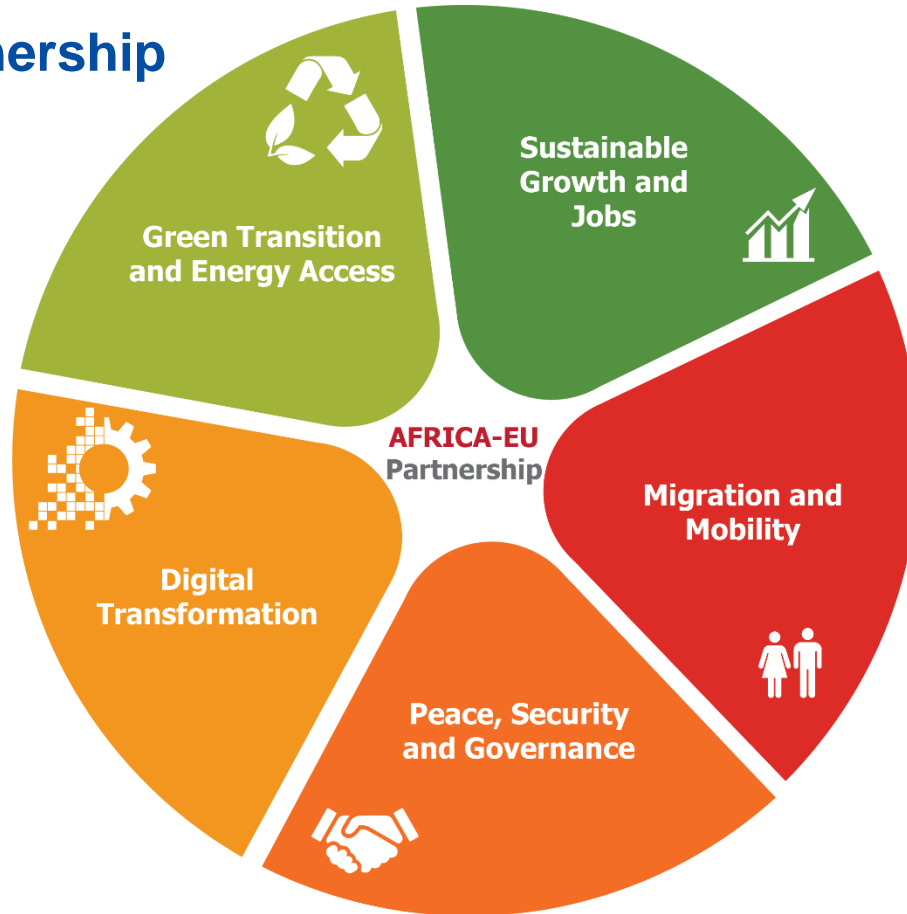 nership
Sustainable
Growth and
Jobs
Green Transition
and Energy Access
AFRICA-EU
Partnership
Migration and
Mobility
Digital
Transformation
Peace, Security
and Governance